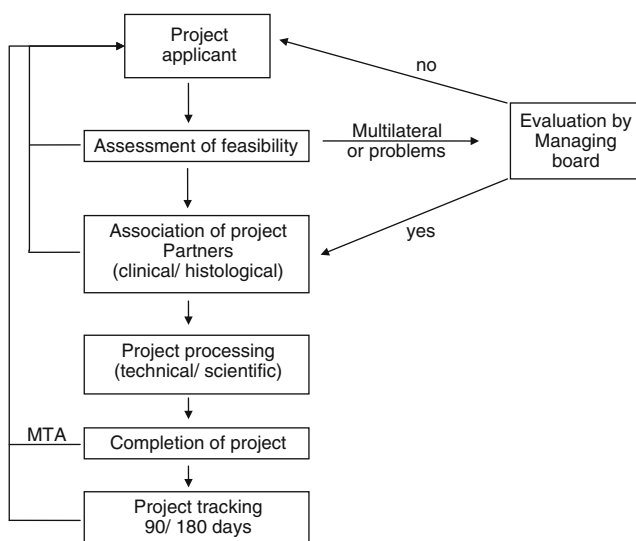 Project
applicant
no
Assessment of feasibility
Multilateral
or problems
Evaluation by
Managing
board
Association of project
Partners
(clinical/ histological)
yes
Project processing
(technical/ scientific)
MTA
Completion of project
Project tracking
90/ 180 days